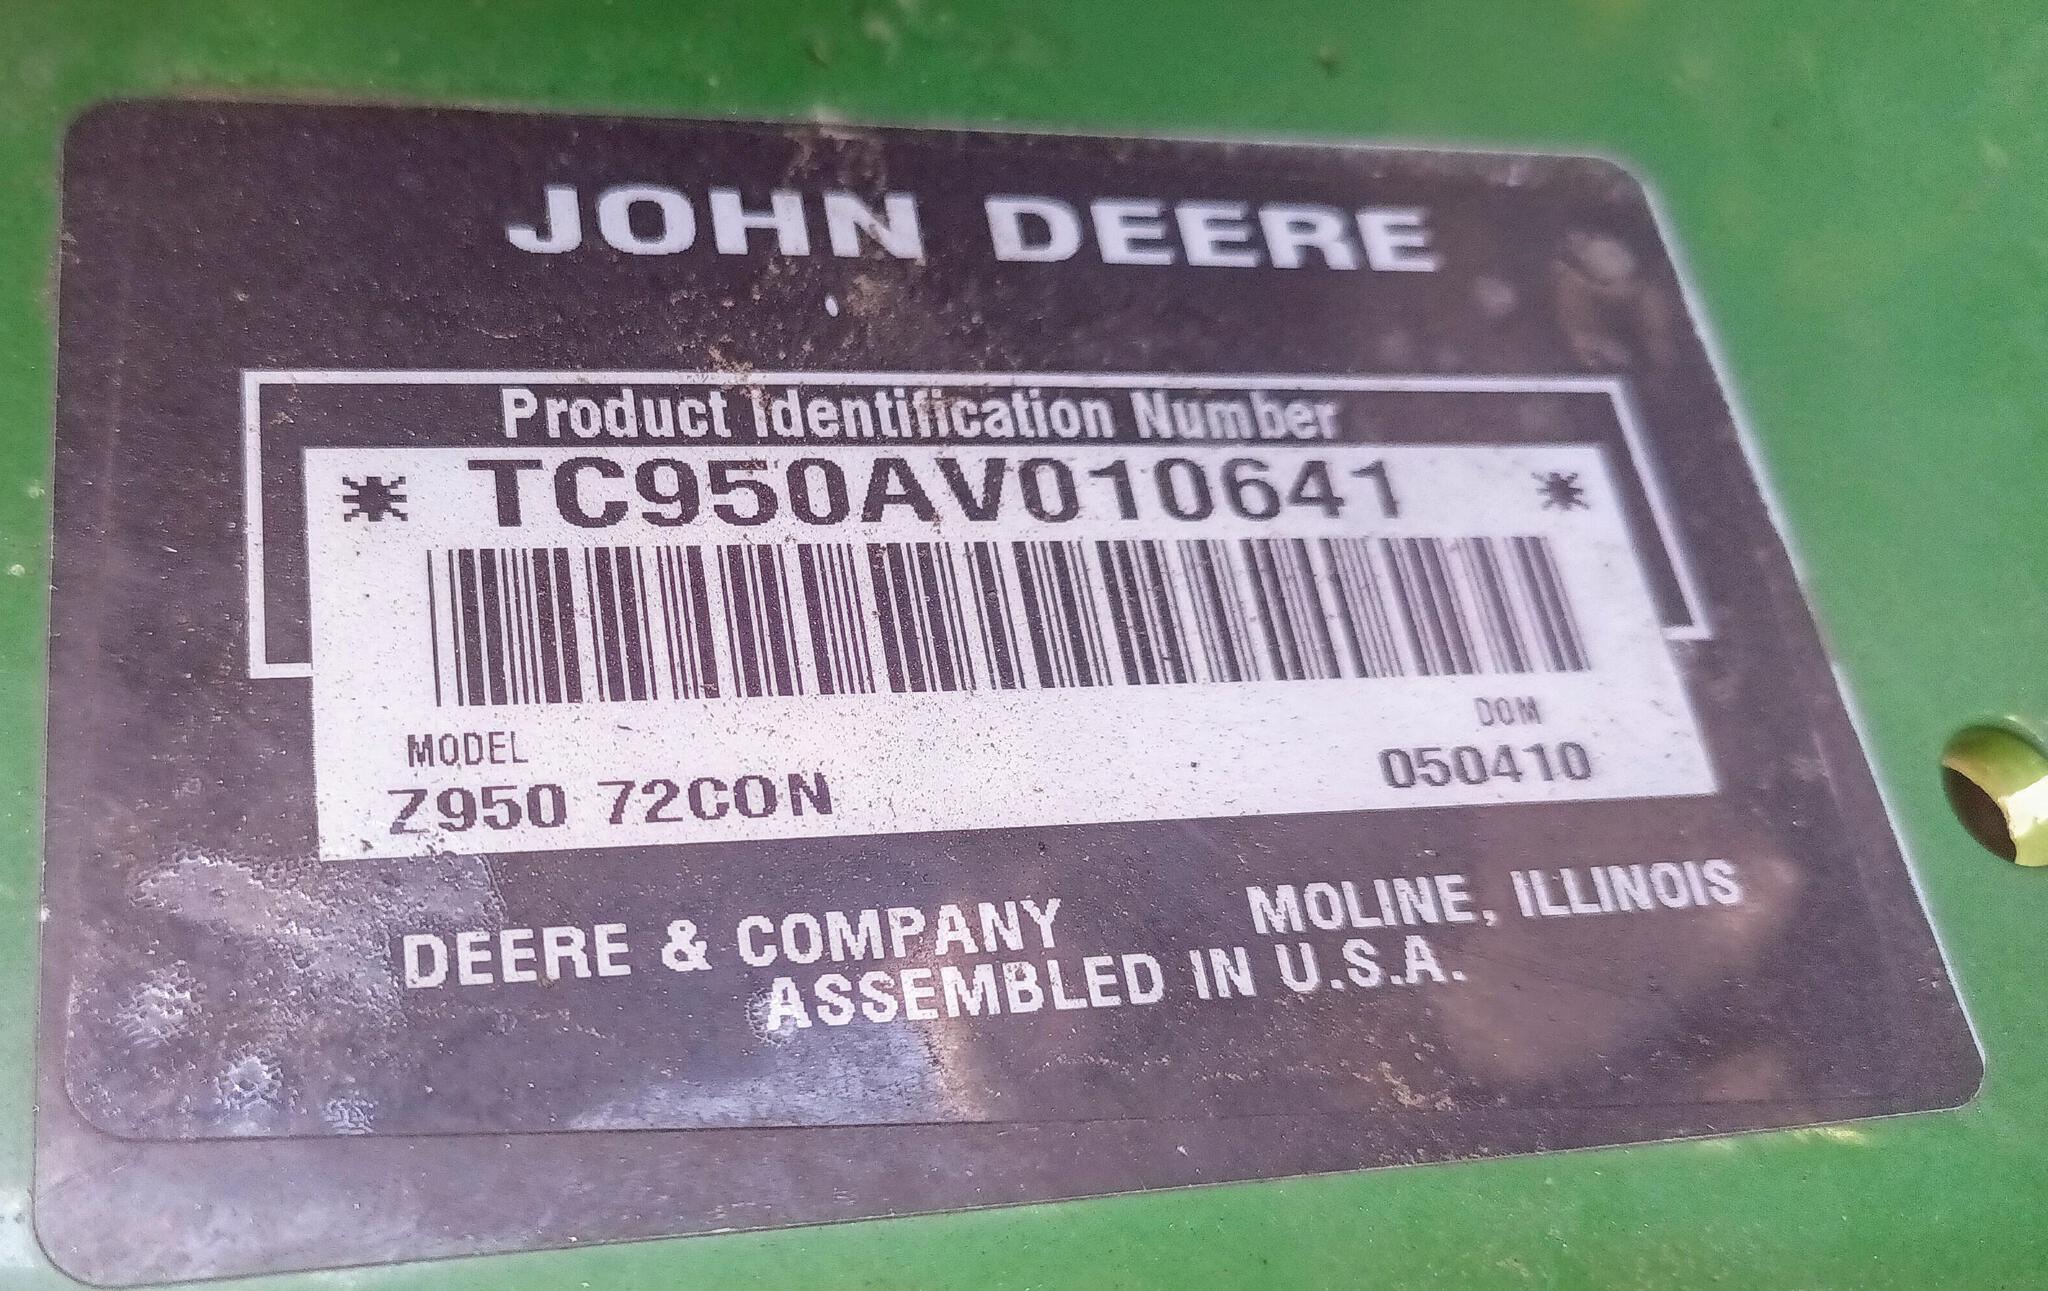 JOHN DEERE
Product Identification Number
* TC950AV010641 *
MODEL
Z950 72CON
DOM
050410
DEERE & COMPANY MOLINE, ILLINOIS
ASSEMBLED IN U.S.A.